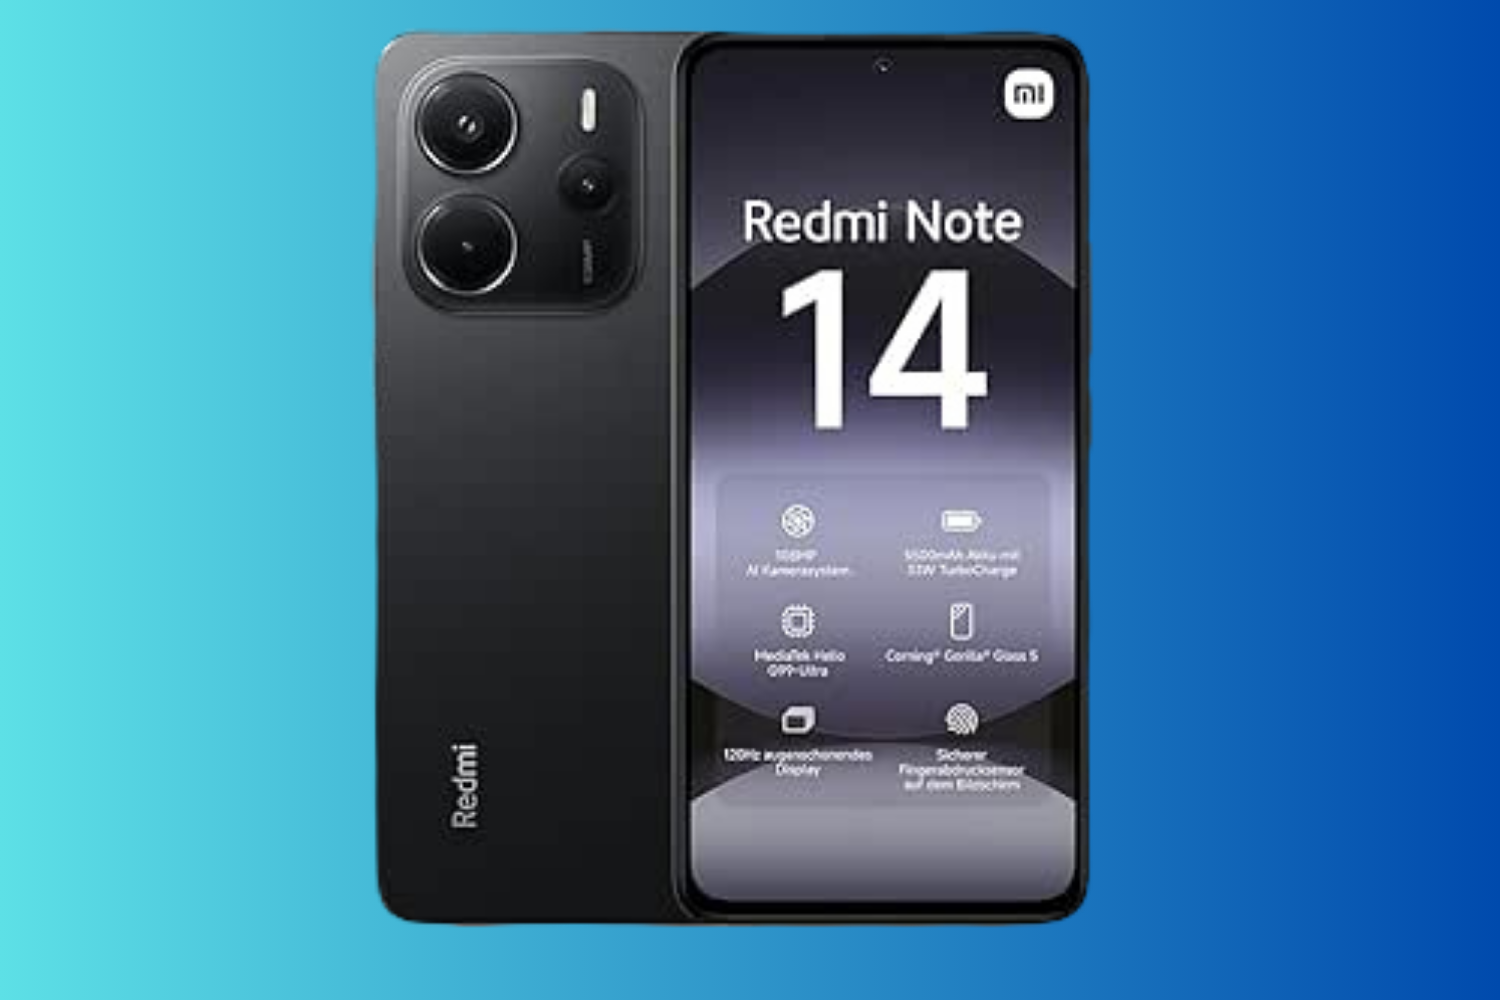 mi
Redmi Note
14
108MP
AI Kamerasystem
5500mAh Akku mit
33W TurboCharge
MediaTek Helio
G99-Ultra
Corning® Gorilla® Glass 5
120Hz augenschonendes
Display
Sicherer
Fingerabdrucksensor
auf dem Bildschirm
Redmi